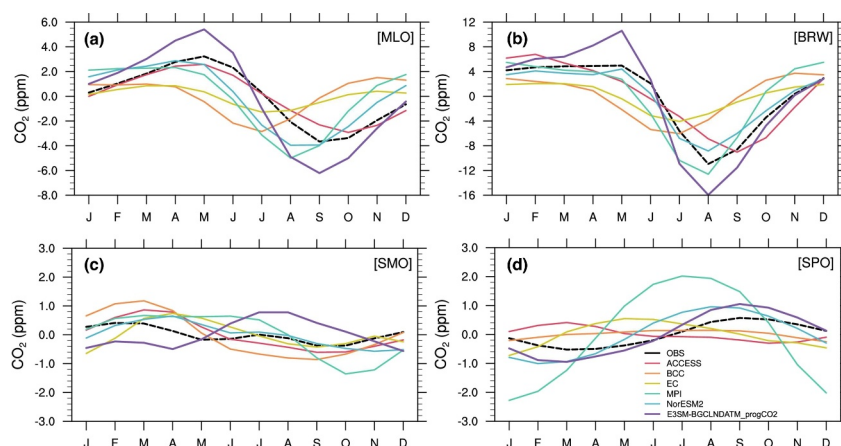 (a) [MLO]
CO2 (ppm)
6.0
4.0
2.0
0.0
-2.0
-4.0
-6.0
-8.0
J F M A M J J A S O N D
(b) [BRW]
CO2 (ppm)
12
8
4
0
-4
-8
-12
-16
J F M A M J J A S O N D
(c) [SMO]
CO2 (ppm)
3.0
2.0
1.0
0.0
-1.0
-2.0
-3.0
J F M A M J J A S O N D
(d) [SPO]
CO2 (ppm)
3.0
2.0
1.0
0.0
-1.0
-2.0
-3.0
OBS
ACCESS
BCC
EC
MPI
NorESM2
E3SM-BGCLNDATM_progCO2
J F M A M J J A S O N D